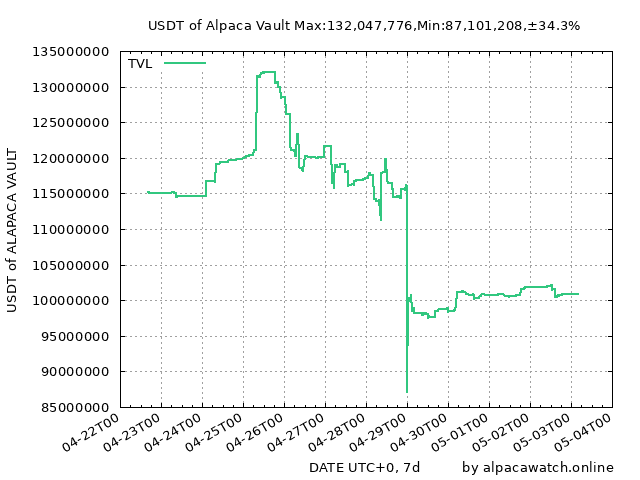 USDT of Alpaca Vault Max:132,047,776,Min:87,101,208,±34.3%
TVL
135000000
130000000
125000000
120000000
115000000
110000000
105000000
100000000
95000000
90000000
85000000
USDT of ALAPACA VAULT
04-22T00
04-23T00
04-24T00
04-25T00
04-26T00
04-27T00
04-28T00
04-29T00
04-30T00
05-01T00
05-02T00
05-03T00
05-04T00
DATE UTC+0, 7d
by alpacawatch.online